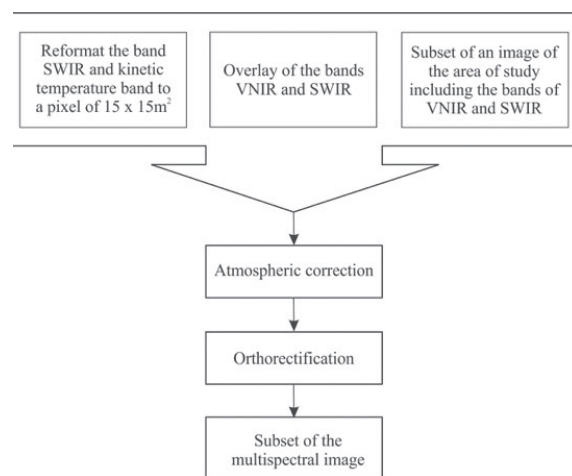 Reformat the band
SWIR and kinetic
temperature band to
a pixel of 15 x 15m²
Overlay of the bands
VNIR and SWIR
Subset of an image of
the area of study
including the bands of
VNIR and SWIR
Atmospheric correction
Orthorectification
Subset of the
multispectral image